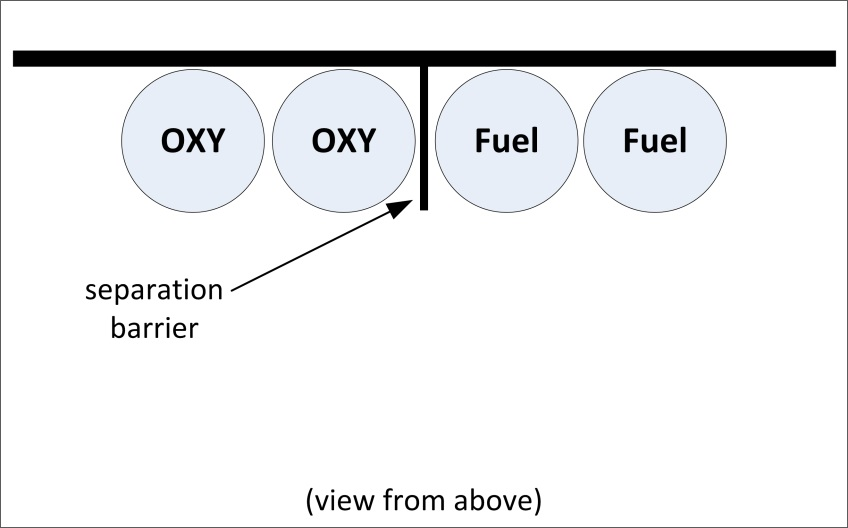 OXY OXY Fuel Fuel
separation
barrier
(view from above)